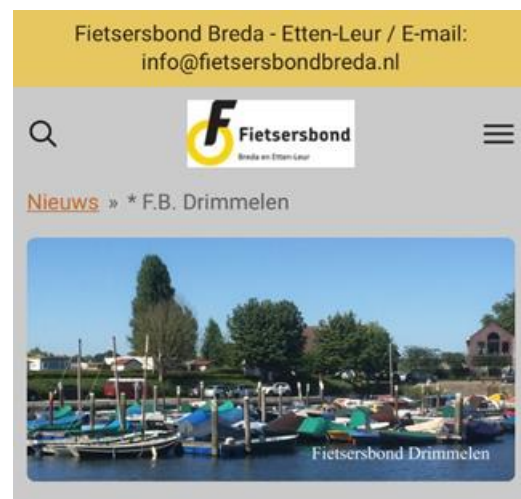 Fietsersbond Breda - Etten-Leur / E-mail:
info@fietsersbondbreda.nl
Fietsersbond
Breda en Etten-Leur
Nieuws » * F.B. Drimmelen
Fietsersbond Drimmelen